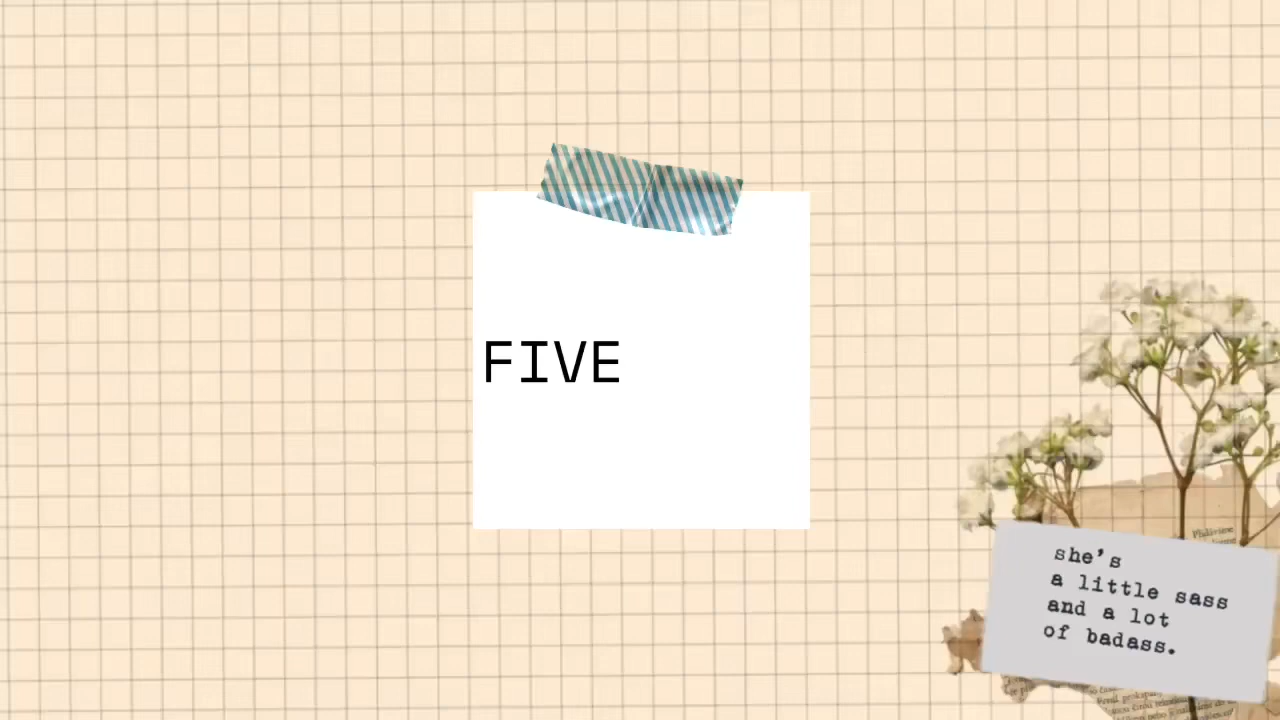 FIVE
she's
a little sass
and a lot
of badass.